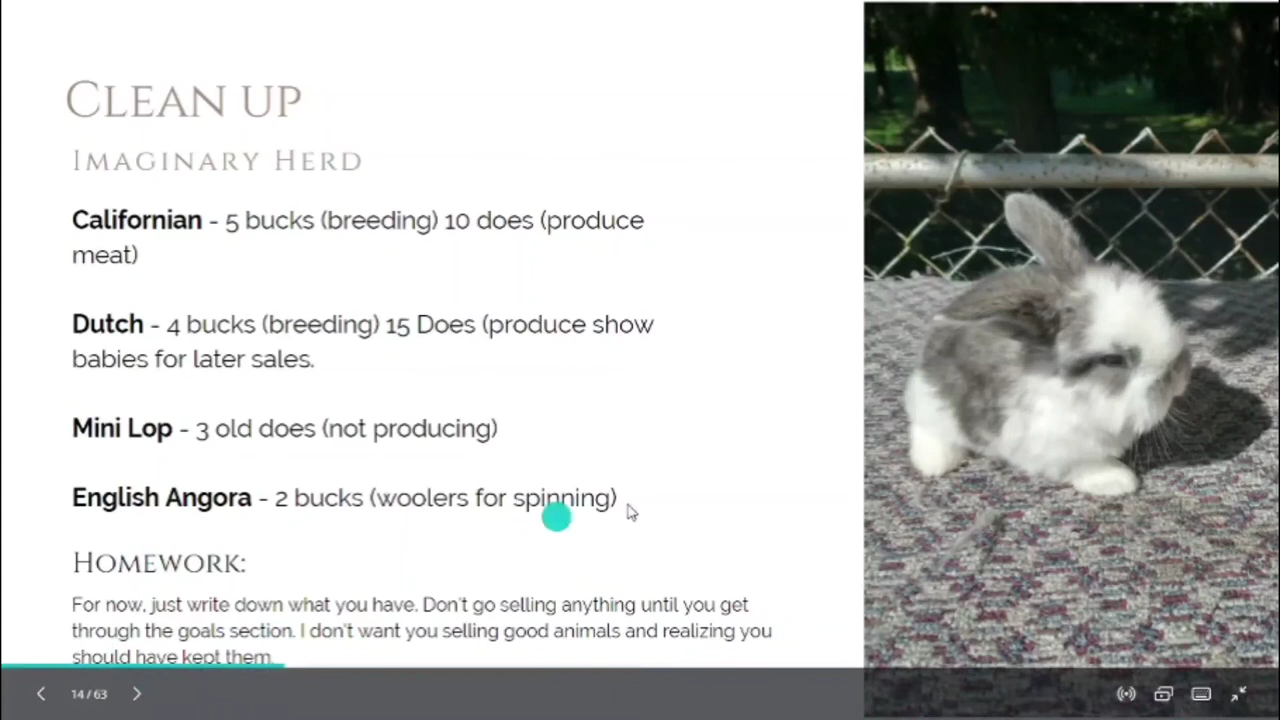 CLEAN UP
IMAGINARY HERD
Californian - 5 bucks (breeding) 10 does (produce
meat)
Dutch - 4 bucks (breeding) 15 Does (produce show
babies for later sales.
Mini Lop - 3 old does (not producing)
English Angora - 2 bucks (woolers for spinning)
HOMEWORK:
For now, just write down what you have. Don't go selling anything until you get
through the goals section. I don't want you selling good animals and realizing you
should have kept them.
14 / 63